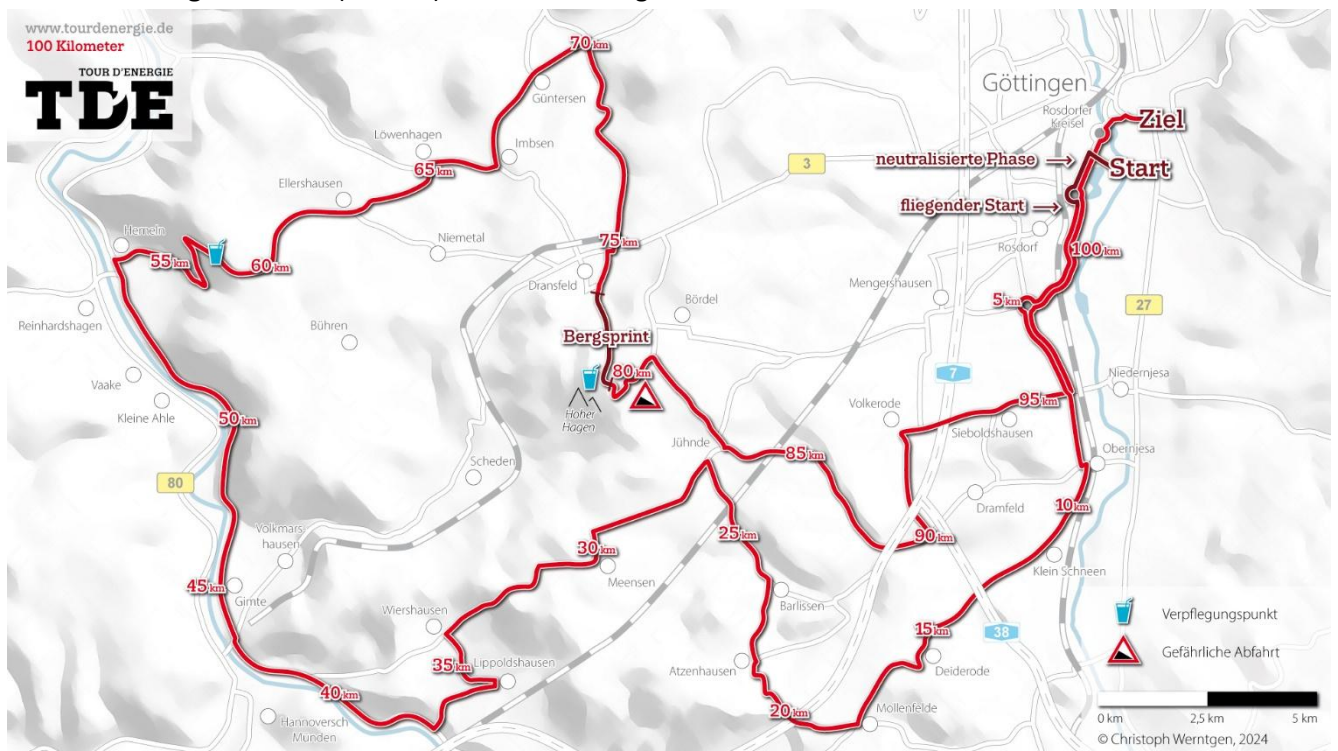 www.tourdenergie.de
100 Kilometer
TOUR D'ENERGIE
TDE
70 km
Güntersen
Göttingen
Rosdorfer
Kreisel
Ziel
Löwenhagen
Imbsen
65 km
3
neutralisierte Phase
Start
Ellershausen
fliegender Start
Hemeln
Niemetal
75 km
Rosdorf
55 km
60 km
100 km
Dransfeld
Mengershausen
Bördel
5 km
27
Reinhardshagen
Bühren
Bergsprint
80 km
7
Niedernjesa
Vaake
Hoher
Hagen
Volkerode
95 km
Kleine Ahle
50 km
Sieboldshausen
Jühnde
85 km
Obernjesa
Scheden
80
Dramfeld
10 km
Volkmars
hausen
25 km
90 km
30 km
Klein Schneen
Meensen
45 km
Gimte
Barlissen
Wiershausen
15 km
38
Verpflegungspunkt
35 km
Lippoldshausen
Atzenhausen
Deiderode
Gefährliche Abfahrt
40 km
20 km
Mollenfelde
Hannoversch
Münden
0 km
2,5 km
5 km
© Christoph Werntgen, 2024